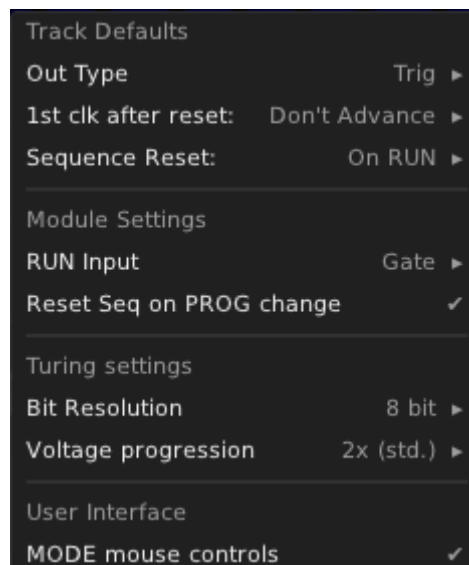 Track Defaults
Out Type Trig ▸
1st clk after reset: Don't Advance ▸
Sequence Reset: On RUN ▸
Module Settings
RUN Input Gate ▸
Reset Seq on PROG change ✔
Turing settings
Bit Resolution 8 bit ▸
Voltage progression 2x (std.) ▸
User Interface
MODE mouse controls ✔